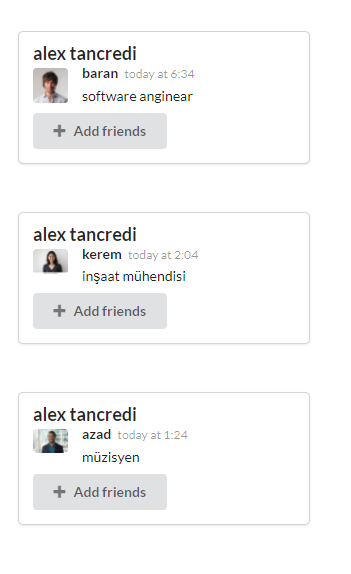 alex tancredi
baran today at 6:34
software anginear
Add friends
alex tancredi
kerem today at 2:04
inşaat mühendisi
Add friends
alex tancredi
azad today at 1:24
müzisyen
Add friends